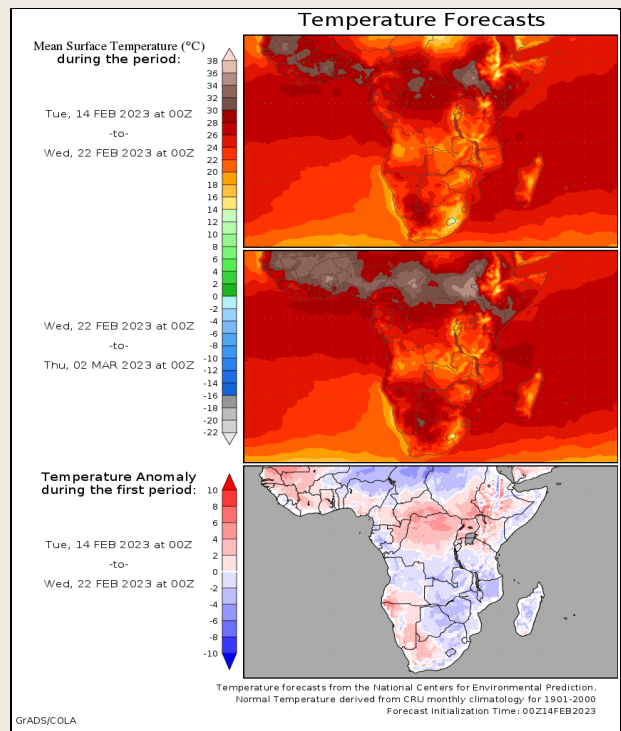 Temperature Forecasts
Mean Surface Temperature (°C)
during the period:
38
36
34
32
30
28
26
24
22
20
18
16
14
12
10
8
6
4
2
0
-2
-4
-6
-8
-10
-12
-14
-16
-18
-20
-22
Tue, 14 FEB 2023 at 00Z
-to-
Wed, 22 FEB 2023 at 00Z
Wed, 22 FEB 2023 at 00Z
-to-
Thu, 02 MAR 2023 at 00Z
Temperature Anomaly
during the first period:
10
8
6
4
2
0
-2
-4
-6
-8
-10
Tue, 14 FEB 2023 at 00Z
-to-
Wed, 22 FEB 2023 at 00Z
Temperature forecasts from the National Centers for Environmental Prediction.
Normal Temperature derived from CRU monthly climatology for 1901-2000
Forecast Initialization Time: 00Z14FEB2023
GrADS/COLA